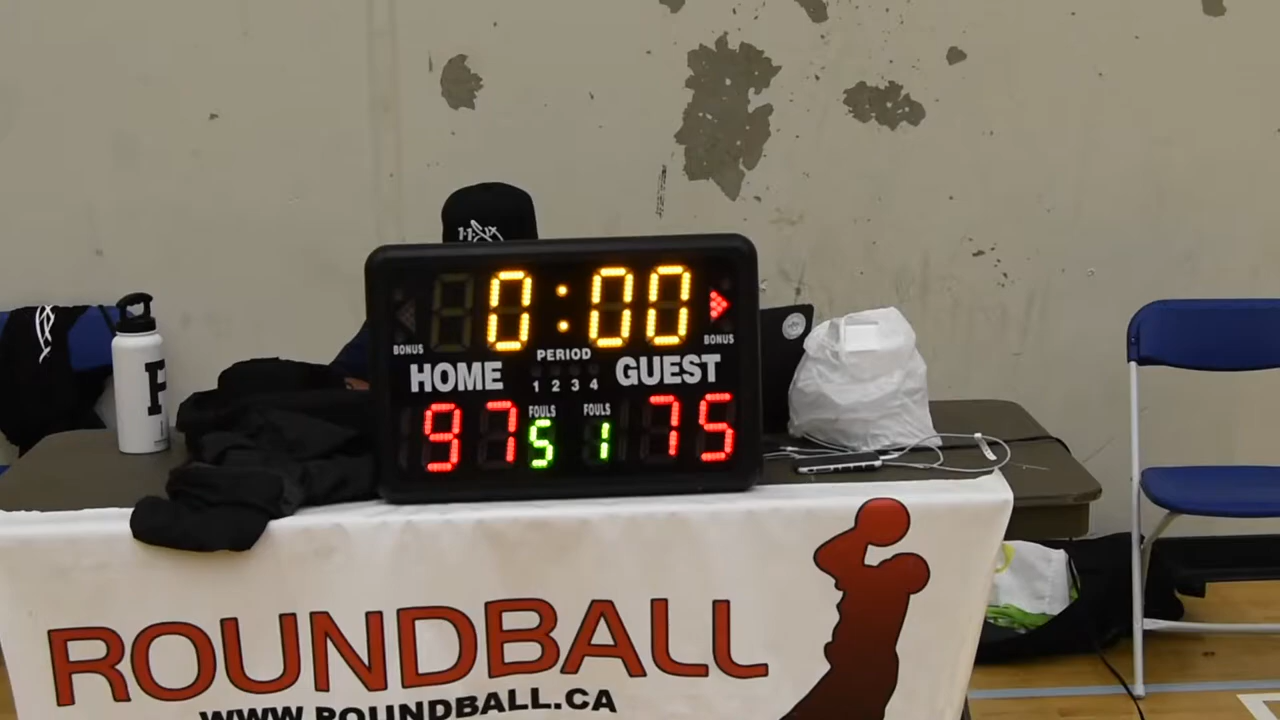 0:00
BONUS PERIOD BONUS
HOME 1 2 3 4 GUEST
FOULS FOULS
97 5 1 75
P
ROUNDBALL
WWW.ROUNDBALL.CA